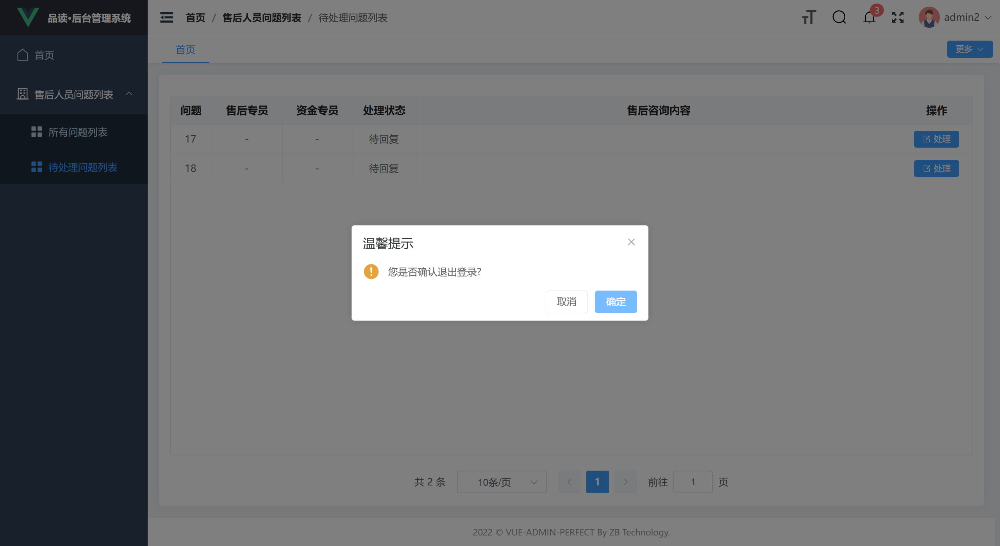 品读•后台管理系统
首页 / 售后人员问题列表 / 待处理问题列表
3
admin2
首页
售后人员问题列表
所有问题列表
待处理问题列表
首页
更多
问题 售后专员 资金专员 处理状态 售后咨询内容 操作
17 - - 待回复 处理
18 - - 待回复 处理
温馨提示
您是否确认退出登录?
取消 确定
共 2 条 10条/页 1 前往 1 页
2022 © VUE-ADMIN-PERFECT By ZB Technology.